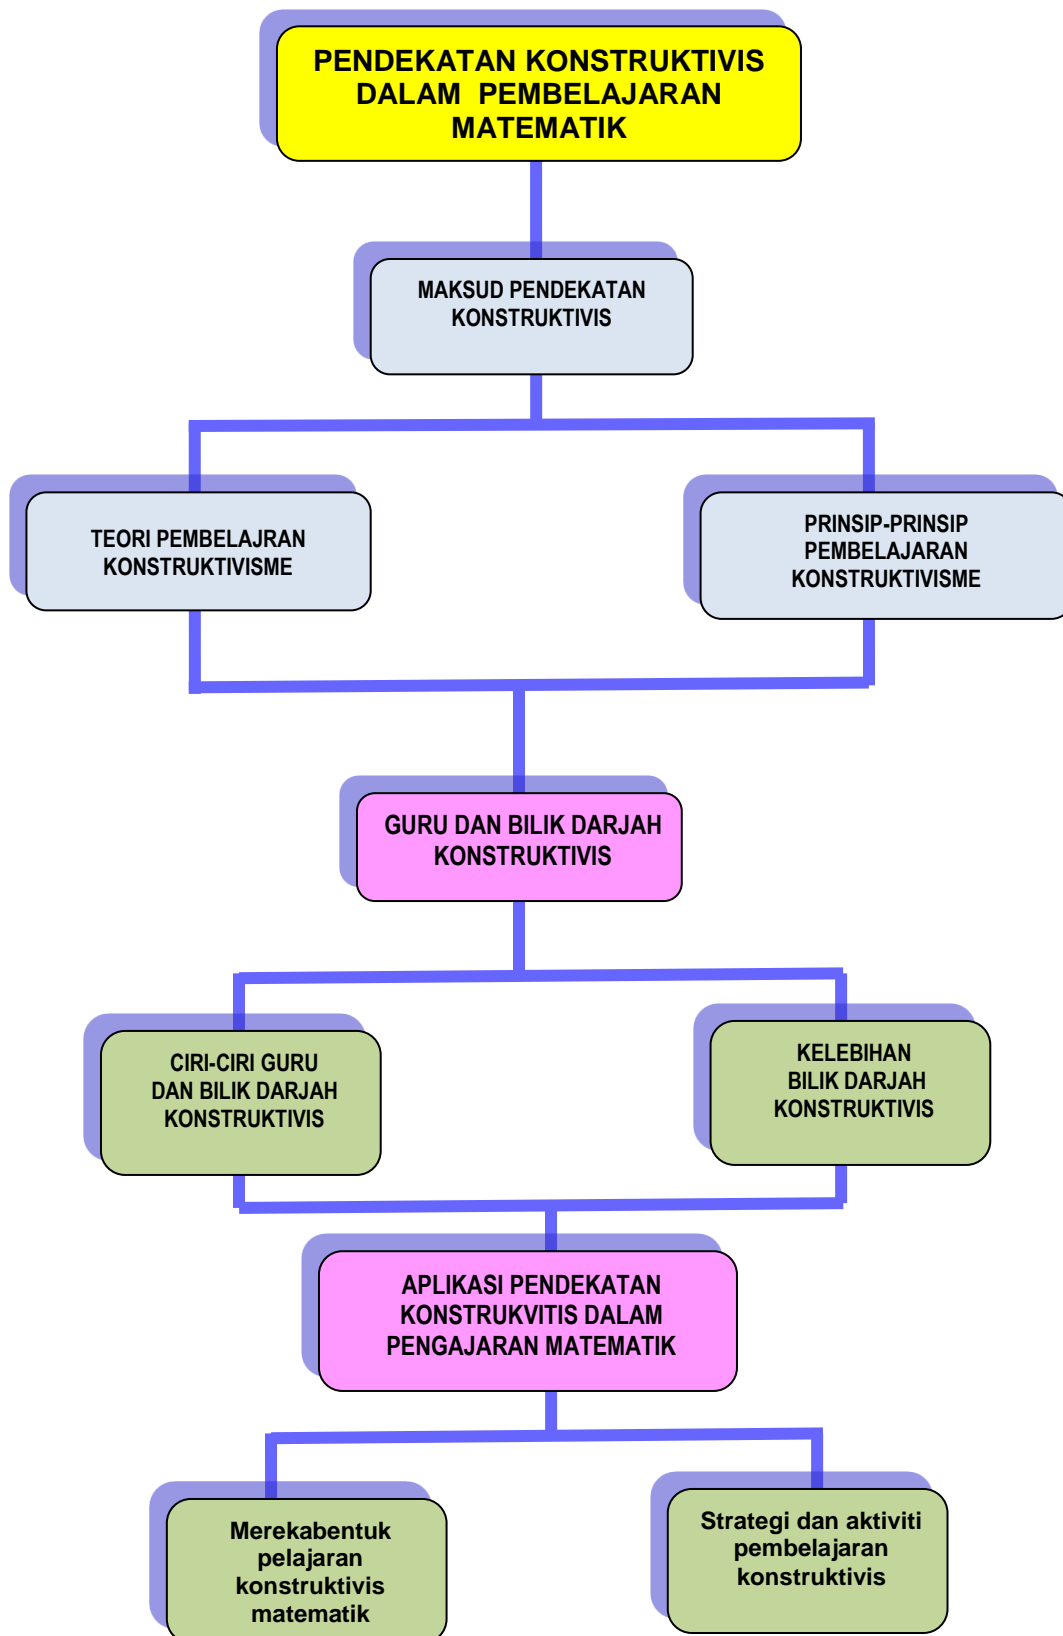 PENDEKATAN KONSTRUKTIVIS
DALAM PEMBELAJARAN
MATEMATIK
MAKSUD PENDEKATAN
KONSTRUKTIVIS
TEORI PEMBELAJRAN
KONSTRUKTIVISME
PRINSIP-PRINSIP
PEMBELAJARAN
KONSTRUKTIVISME
GURU DAN BILIK DARJAH
KONSTRUKTIVIS
CIRI-CIRI GURU
DAN BILIK DARJAH
KONSTRUKTIVIS
KELEBIHAN
BILIK DARJAH
KONSTRUKTIVIS
APLIKASI PENDEKATAN
KONSTRUKVITIS DALAM
PENGAJARAN MATEMATIK
Merekabentuk
pelajaran
konstruktivis
matematik
Strategi dan aktiviti
pembelajaran
konstruktivis